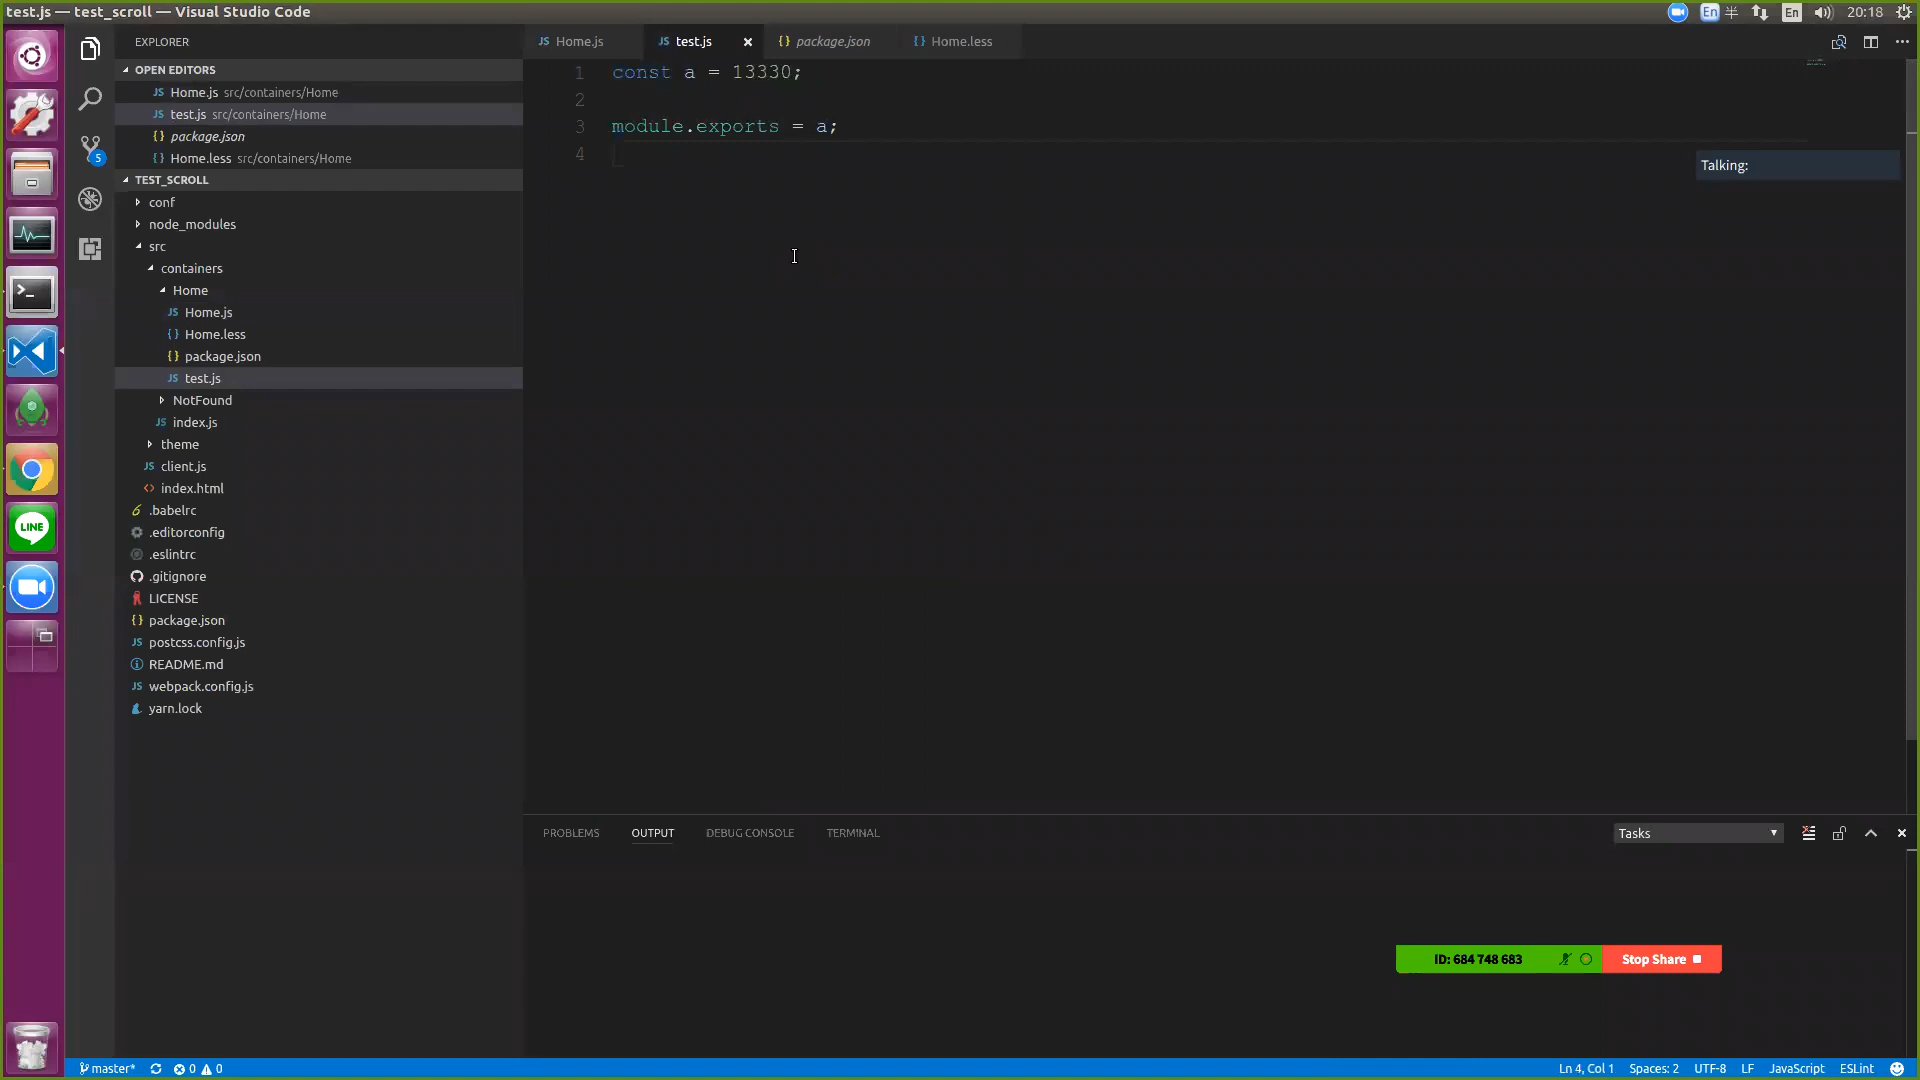 test.js — test_scroll — Visual Studio Code
En 半 En 20:18
EXPLORER
OPEN EDITORS
JS Home.js src/containers/Home
JS test.js src/containers/Home
{} package.json
{} Home.less src/containers/Home
5
TEST_SCROLL
conf
node_modules
src
containers
Home
JS Home.js
{} Home.less
{} package.json
JS test.js
NotFound
JS index.js
theme
JS client.js
<> index.html
.babelrc
.editorconfig
.eslintrc
.gitignore
LICENSE
{} package.json
JS postcss.config.js
README.md
JS webpack.config.js
yarn.lock
LINE
JS Home.js JS test.js {} package.json {} Home.less
1 const a = 13330;
2
3 module.exports = a;
4
Talking:
PROBLEMS OUTPUT DEBUG CONSOLE TERMINAL Tasks
ID: 684 748 683 Stop Share
master* 0 0 Ln 4, Col 1 Spaces: 2 UTF-8 LF JavaScript ESLint